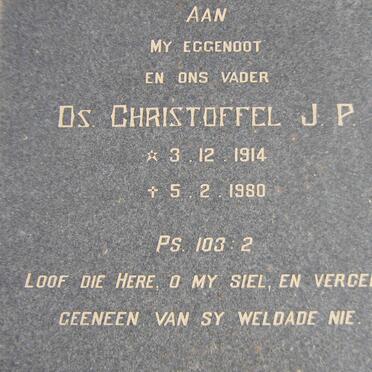 AAN
MY EGGENOOT
EN ONS VADER
DS. CHRISTOFFEL J. P.
☆ 3.12.1914
✝ 5.2.1980
PS. 103:2
LOOF DIE HERE, O MY SIEL, EN VERGE
GEENEEN VAN SY WELDADE NIE.